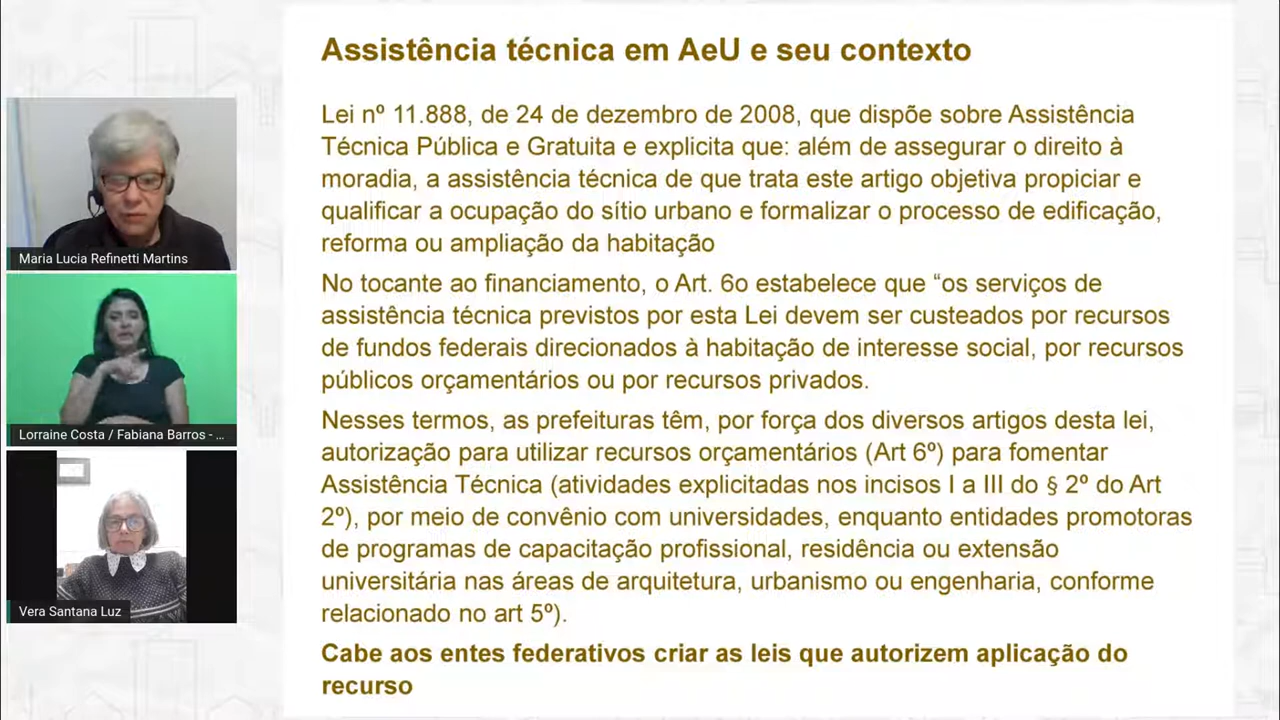 Assistência técnica em AeU e seu contexto
Lei nº 11.888, de 24 de dezembro de 2008, que dispõe sobre Assistência
Técnica Pública e Gratuita e explicita que: além de assegurar o direito à
moradia, a assistência técnica de que trata este artigo objetiva propiciar e
qualificar a ocupação do sítio urbano e formalizar o processo de edificação,
reforma ou ampliação da habitação
No tocante ao financiamento, o Art. 6o estabelece que “os serviços de
assistência técnica previstos por esta Lei devem ser custeados por recursos
de fundos federais direcionados à habitação de interesse social, por recursos
públicos orçamentários ou por recursos privados.
Nesses termos, as prefeituras têm, por força dos diversos artigos desta lei,
autorização para utilizar recursos orçamentários (Art 6º) para fomentar
Assistência Técnica (atividades explicitadas nos incisos I a III do § 2º do Art
2º), por meio de convênio com universidades, enquanto entidades promotoras
de programas de capacitação profissional, residência ou extensão
universitária nas áreas de arquitetura, urbanismo ou engenharia, conforme
relacionado no art 5º).
Cabe aos entes federativos criar as leis que autorizem aplicação do
recurso
Maria Lucia Refinetti Martins
Lorraine Costa / Fabiana Barros - ...
Vera Santana Luz